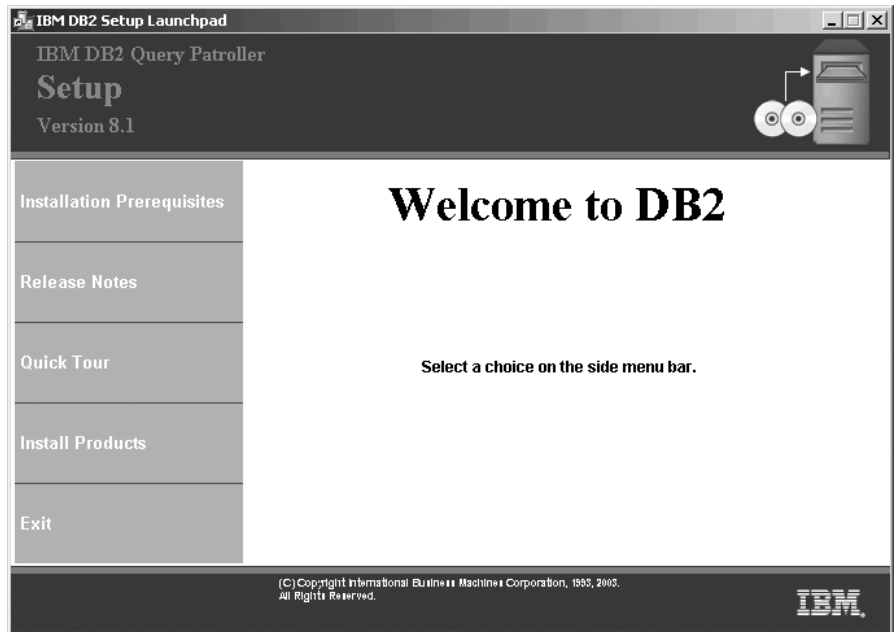 IBM DB2 Setup Launchpad
IBM DB2 Query Patroller
Setup
Version 8.1
Installation Prerequisites
Release Notes
Quick Tour
Install Products
Exit
Welcome to DB2
Select a choice on the side menu bar.
(C) Copyright International Business Machines Corporation, 1993, 2003.
All Rights Reserved.
IBM.